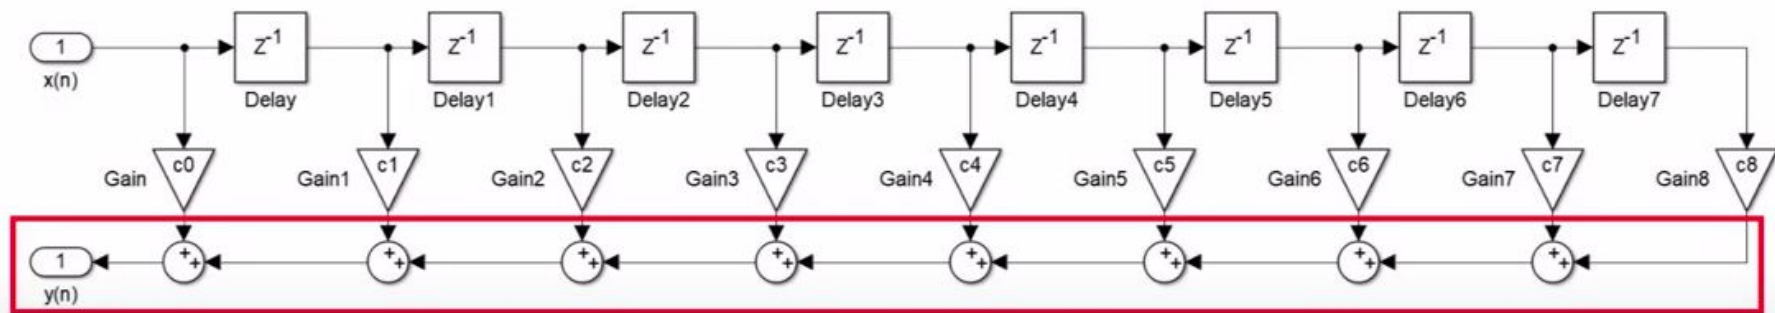 1
x(n)
z-1 z-1 z-1 z-1 z-1 z-1 z-1 z-1
Delay Delay1 Delay2 Delay3 Delay4 Delay5 Delay6 Delay7
c0 c1 c2 c3 c4 c5 c6 c7 c8
Gain Gain1 Gain2 Gain3 Gain4 Gain5 Gain6 Gain7 Gain8
1 ++ ++ ++ ++ ++ ++ ++ ++
y(n)